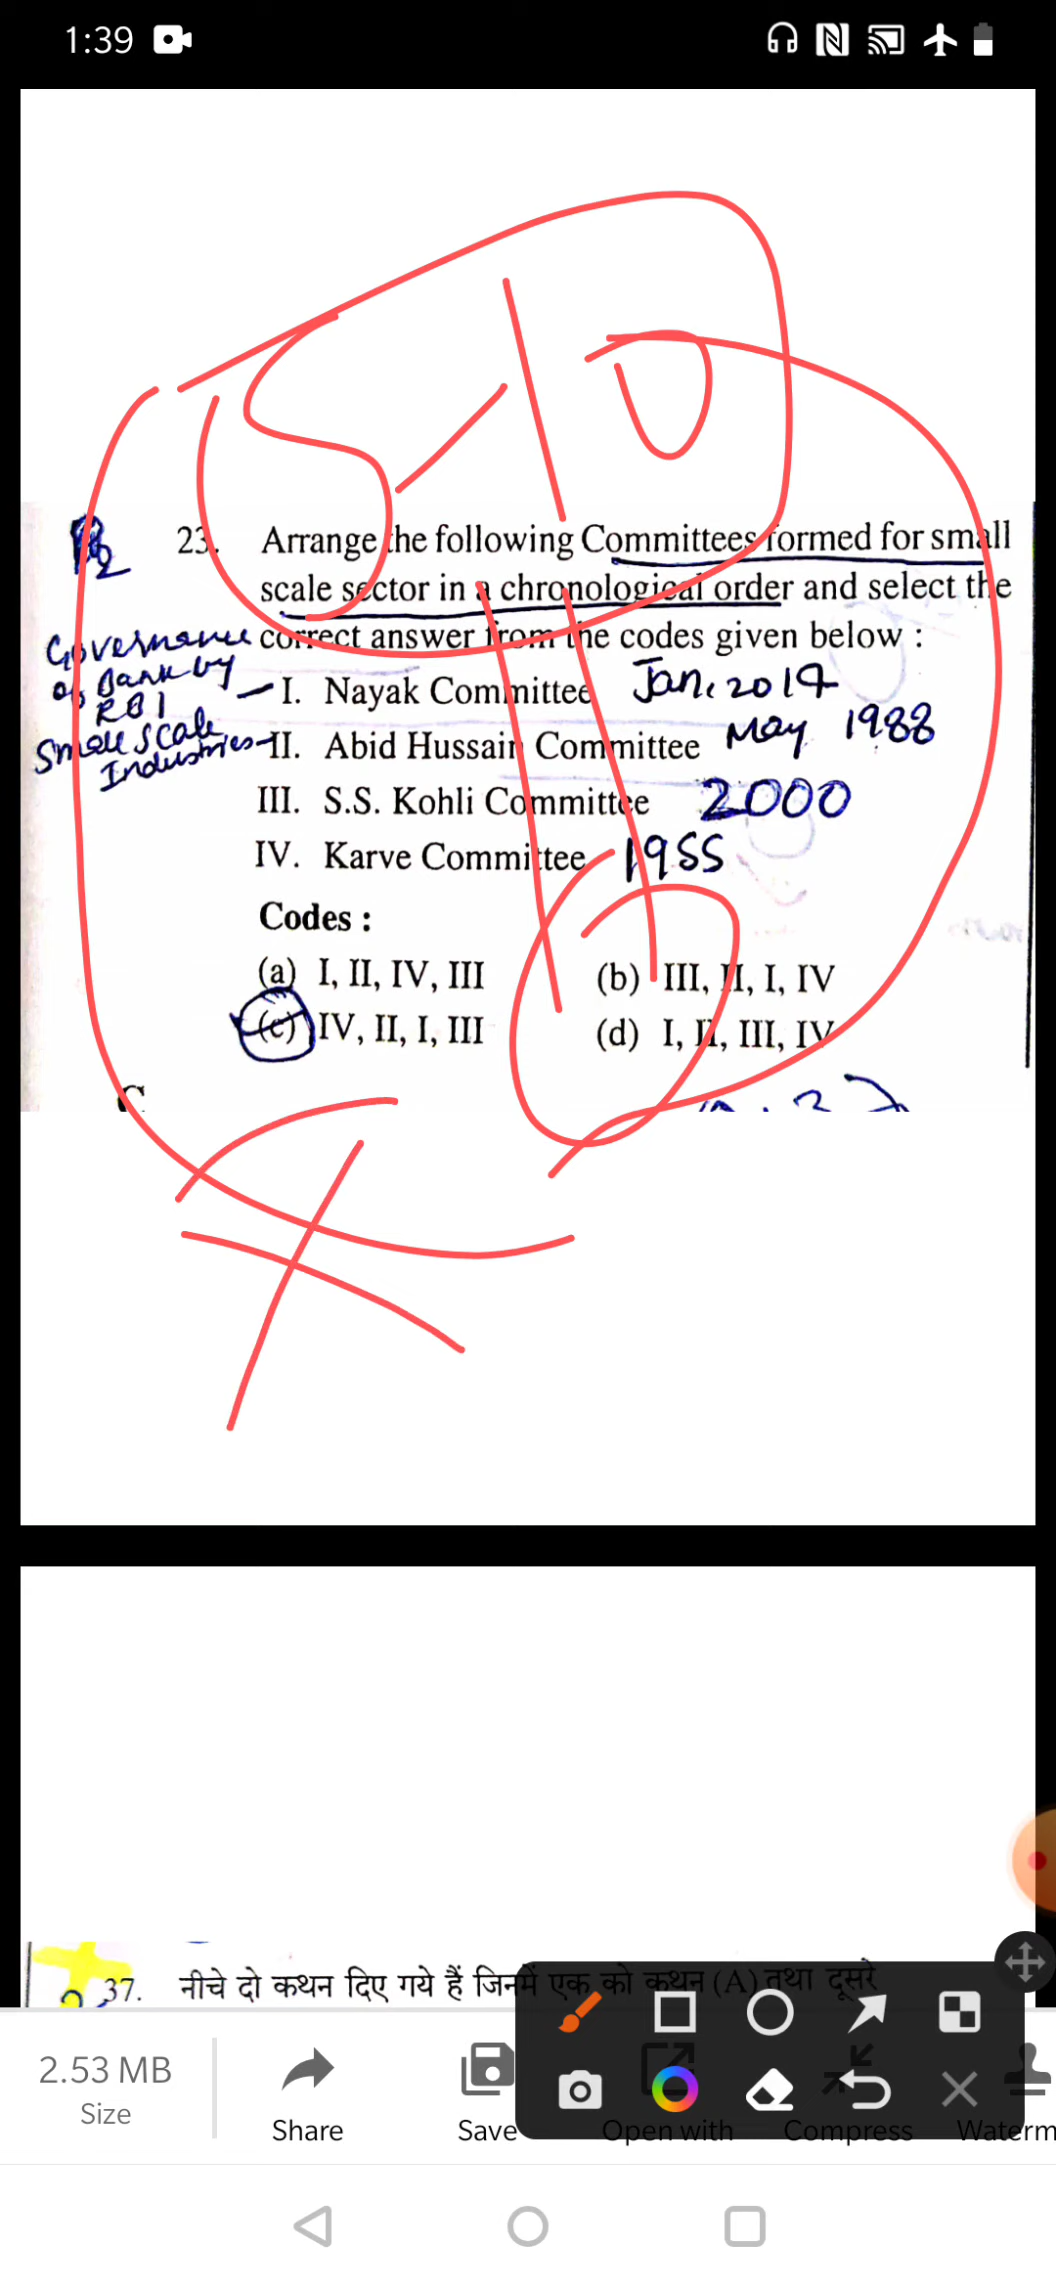 1:39
23. Arrange the following Committees formed for small
scale sector in a chronological order and select the
correct answer from the codes given below :
Governance
of Bank by
RBI
I. Nayak Committee Jan. 2014
Small Scale
Industries
II. Abid Hussain Committee May 1988
III. S.S. Kohli Committee 2000
IV. Karve Committee 1955
Codes :
(a) I, II, IV, III
(b) III, II, I, IV
(c) IV, II, I, III
(d) I, II, III, IV
5-10
37. नीचे दो कथन दिए गये हैं जिनमें एक को कथन (A) तथा दूसरे
2.53 MB
Size
Share
Save
Open with
Compress
Waterm